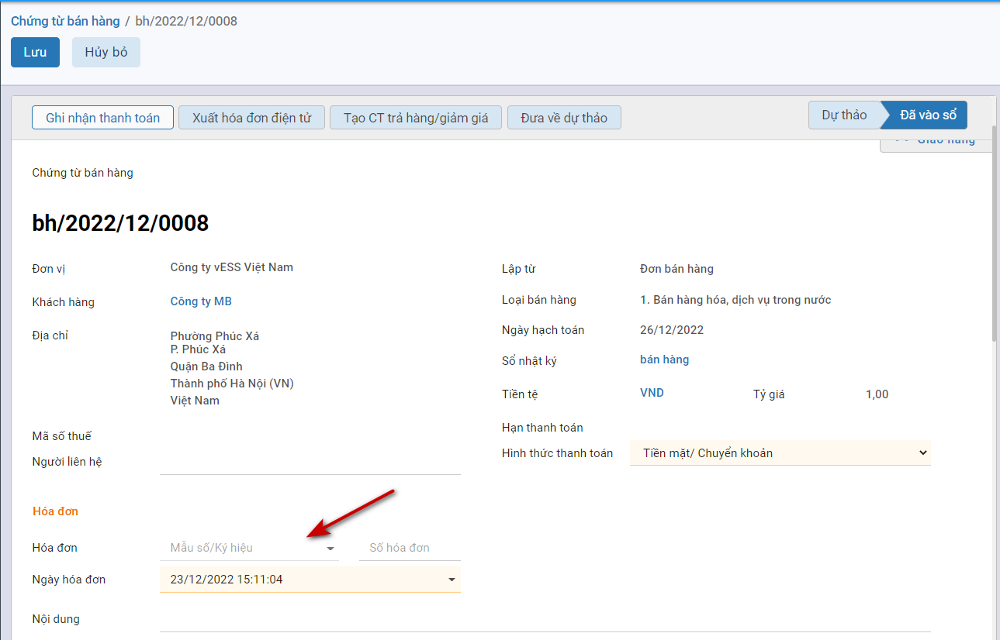 Chứng từ bán hàng / bh/2022/12/0008
Lưu Hủy bỏ
Ghi nhận thanh toán Xuất hóa đơn điện tử Tạo CT trả hàng/giảm giá Đưa về dự thảo Dự thảo Đã vào sổ
Giao hàng
Chứng từ bán hàng
bh/2022/12/0008
Đơn vị Công ty vESS Việt Nam
Khách hàng Công ty MB
Địa chỉ Phường Phúc Xá
P. Phúc Xá
Quận Ba Đình
Thành phố Hà Nội (VN)
Việt Nam
Mã số thuế
Người liên hệ
Lập từ Đơn bán hàng
Loại bán hàng 1. Bán hàng hóa, dịch vụ trong nước
Ngày hạch toán 26/12/2022
Sổ nhật ký bán hàng
Tiền tệ VND Tỷ giá 1,00
Hạn thanh toán
Hình thức thanh toán Tiền mặt/ Chuyển khoản
Hóa đơn
Hóa đơn Mẫu số/Ký hiệu Số hóa đơn
Ngày hóa đơn 23/12/2022 15:11:04
Nội dung